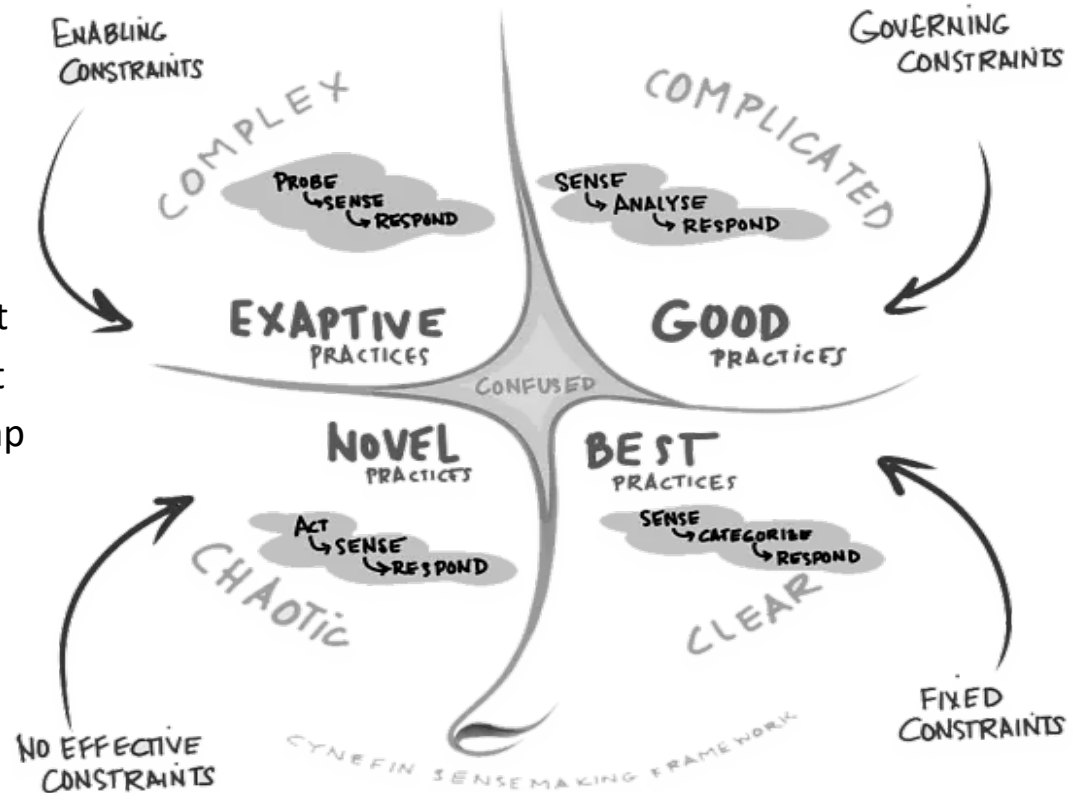 ENABLING
CONSTRAINTS
GOVERNING
CONSTRAINTS
COMPLEX
COMPLICATED
PROBE
↳SENSE
↳RESPOND
SENSE
↳ ANALYSE
↳ RESPOND
EXAPTIVE
PRACTICES
GOOD
PRACTICES
CONFUSED
NOVEL
PRACTICES
BEST
PRACTICES
ACT
↳SENSE
↳RESPOND
SENSE
↳CATEGORISE
↳RESPOND
CHAOTIC
CLEAR
NO EFFECTIVE
CONSTRAINTS
FIXED
CONSTRAINTS
CYNEFIN SENSEMAKING FRAMEWORK